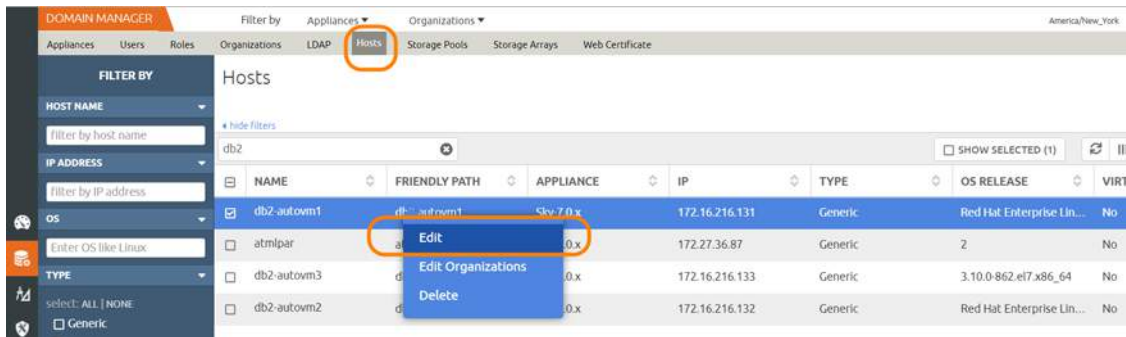 DOMAIN MANAGER Filter by Appliances Organizations America/New_York
Appliances Users Roles Organizations LDAP Hosts Storage Pools Storage Arrays Web Certificate
FILTER BY
Hosts
HOST NAME
filter by host name
hide filters
db2
SHOW SELECTED (1)
IP ADDRESS
filter by IP address
NAME FRIENDLY PATH APPLIANCE IP TYPE OS RELEASE VIRT
OS
db2-autovm1 autovm1 Sky-7.0.x 172.16.216.131 Generic Red Hat Enterprise Lin... No
Enter OS like Linux
Edit
atmlpar 172.27.36.87 Generic 2 No
TYPE
Edit Organizations
db2-autovm3 172.16.216.133 Generic 3.10.0-862.el7.x86_64 No
select: ALL | NONE
Delete
Generic
db2-autovm2 172.16.216.132 Generic Red Hat Enterprise Lin... No